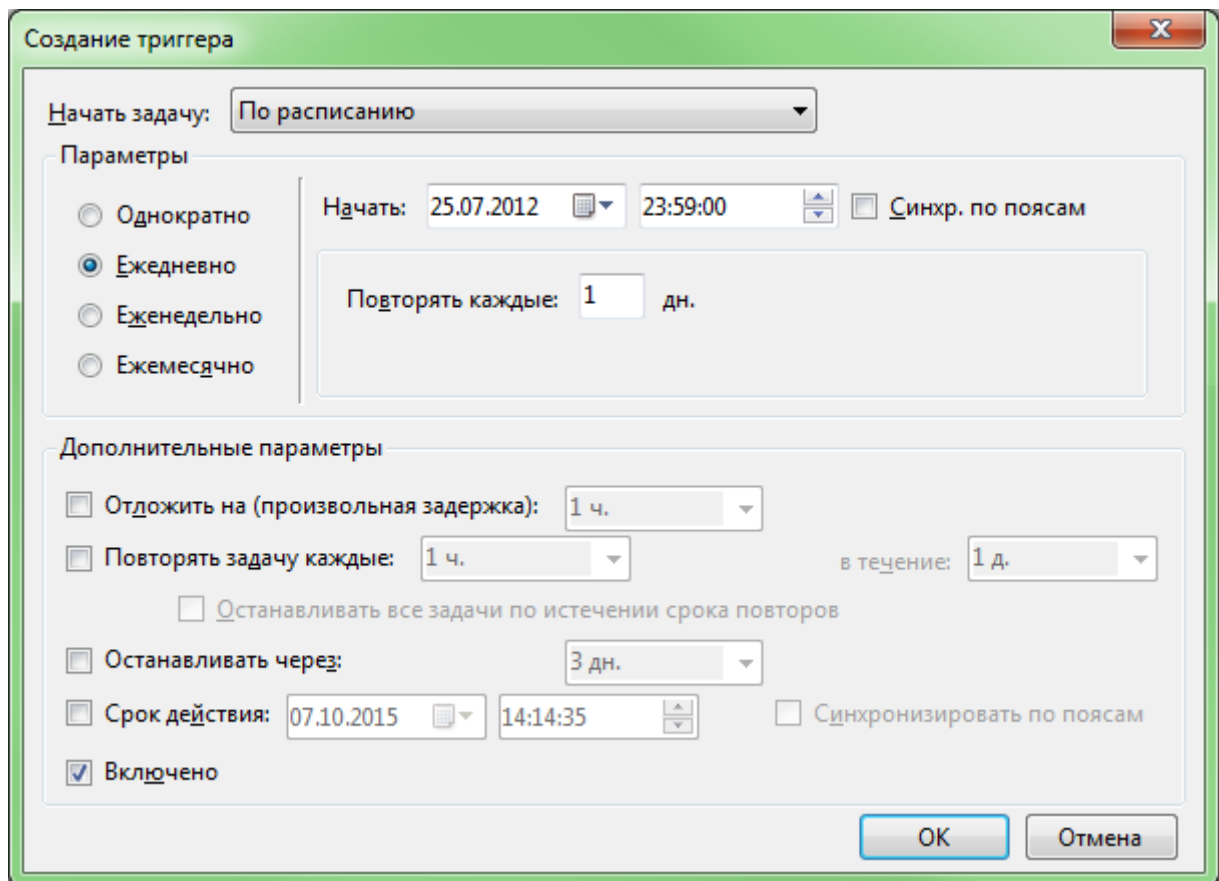 Создание триггера
Начать задачу: По расписанию
Параметры
Однократно
Ежедневно
Еженедельно
Ежемесячно
Начать: 25.07.2012 23:59:00 Синхр. по поясам
Повторять каждые: 1 дн.
Дополнительные параметры
Отложить на (произвольная задержка): 1 ч.
Повторять задачу каждые: 1 ч. в течение: 1 д.
Останавливать все задачи по истечении срока повторов
Останавливать через: 3 дн.
Срок действия: 07.10.2015 14:14:35 Синхронизировать по поясам
Включено
ОК Отмена